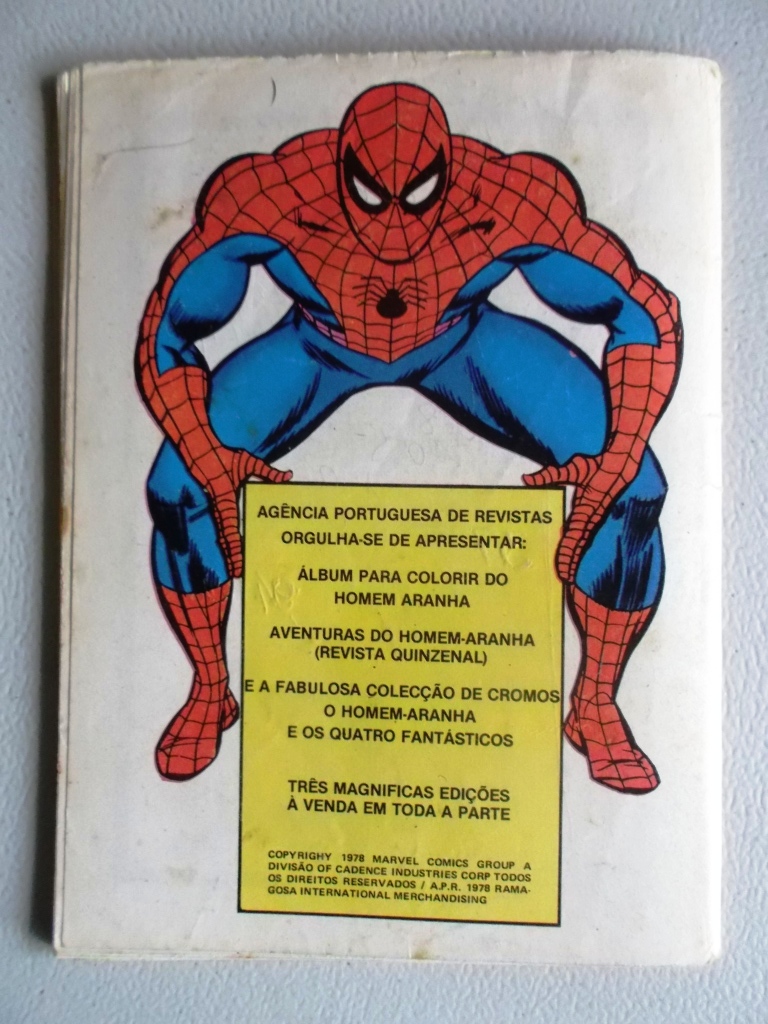 AGÊNCIA PORTUGUESA DE REVISTAS
ORGULHA-SE DE APRESENTAR:
ÁLBUM PARA COLORIR DO
HOMEM ARANHA
AVENTURAS DO HOMEM-ARANHA
(REVISTA QUINZENAL)
E A FABULOSA COLECÇÃO DE CROMOS
O HOMEM-ARANHA
E OS QUATRO FANTÁSTICOS
TRÊS MAGNIFICAS EDIÇÕES
À VENDA EM TODA A PARTE
COPYRIGHY 1978 MARVEL COMICS GROUP A
DIVISÃO OF CADENCE INDUSTRIES CORP TODOS
OS DIREITOS RESERVADOS / A.P.R. 1978 RAMA-
GOSA INTERNATIONAL MERCHANDISING